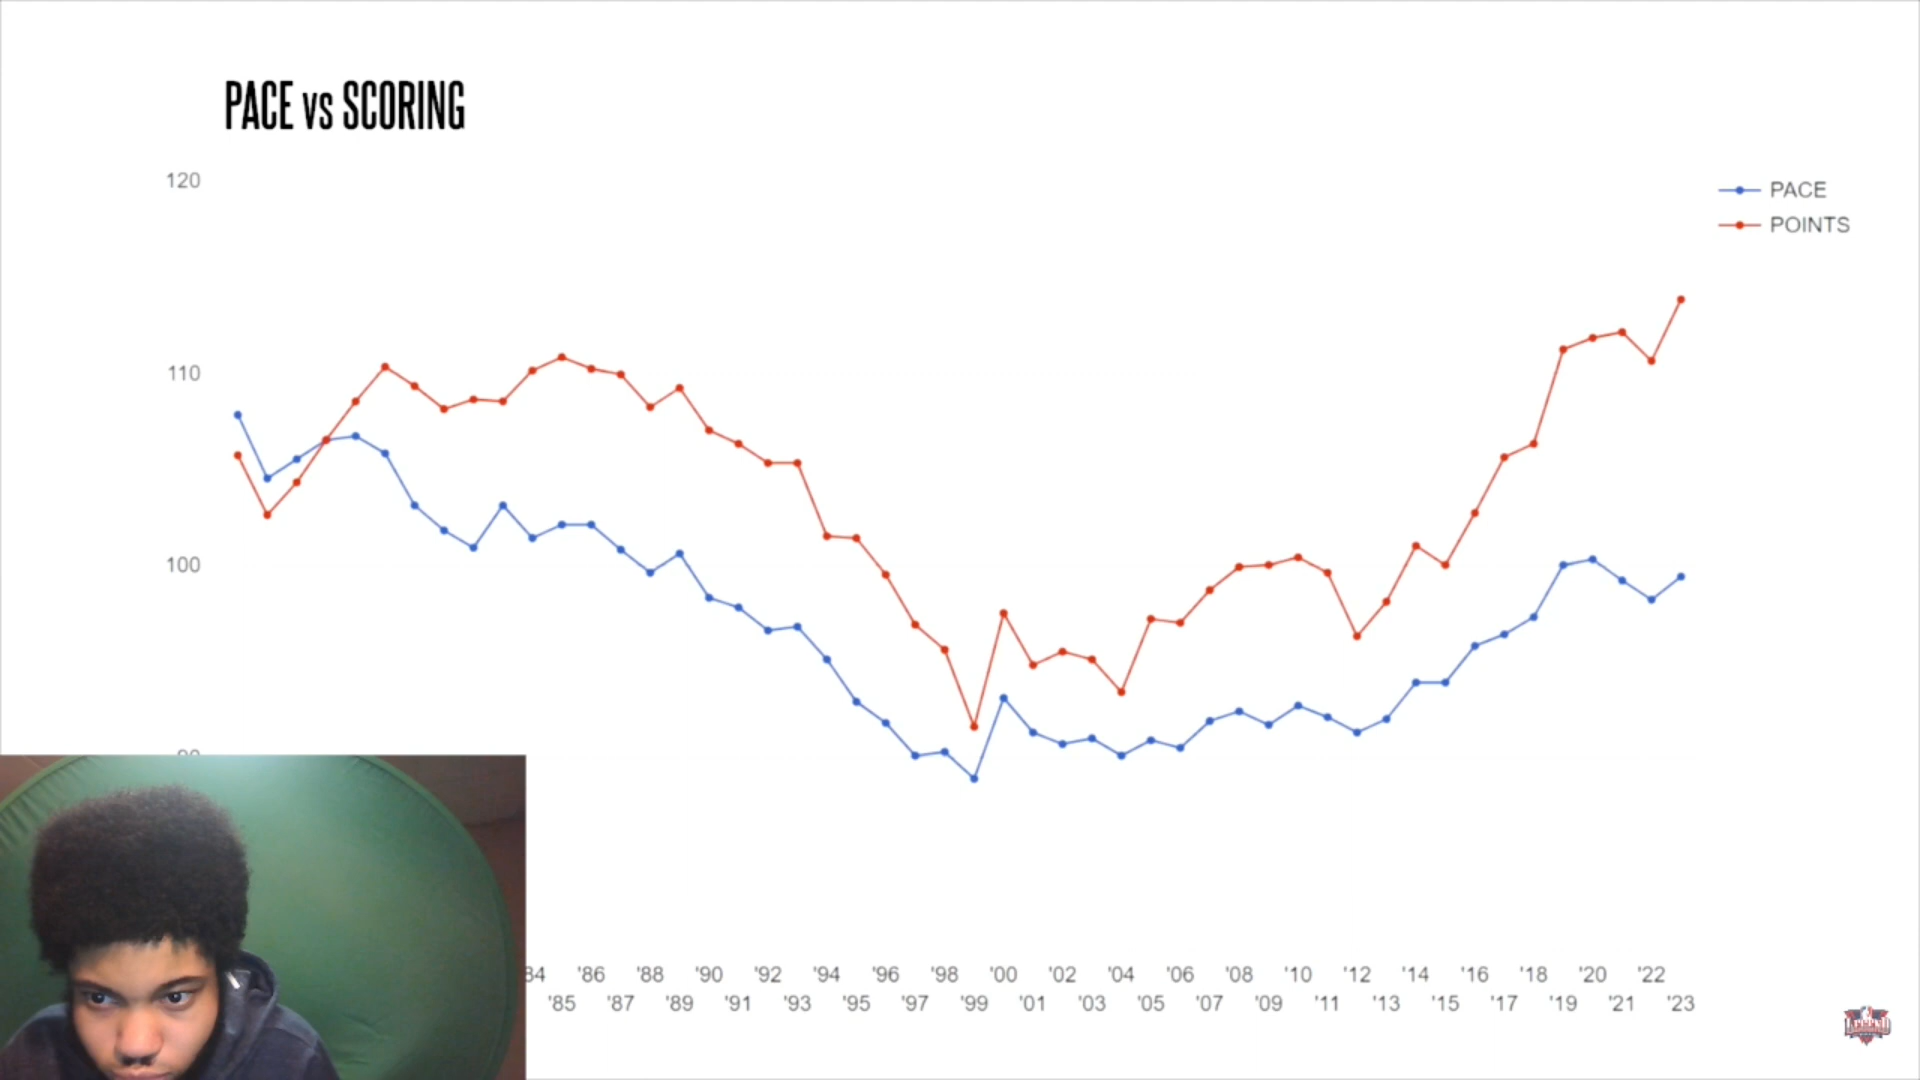 PACE vs SCORING
120
PACE
POINTS
110
100
'86 '88 '90 '92 '94 '96 '98 '00 '02 '04 '06 '08 '10 '12 '14 '16 '18 '20 '22
'85 '87 '89 '91 '93 '95 '97 '99 '01 '03 '05 '07 '09 '11 '13 '15 '17 '19 '21 '23
LEGEND